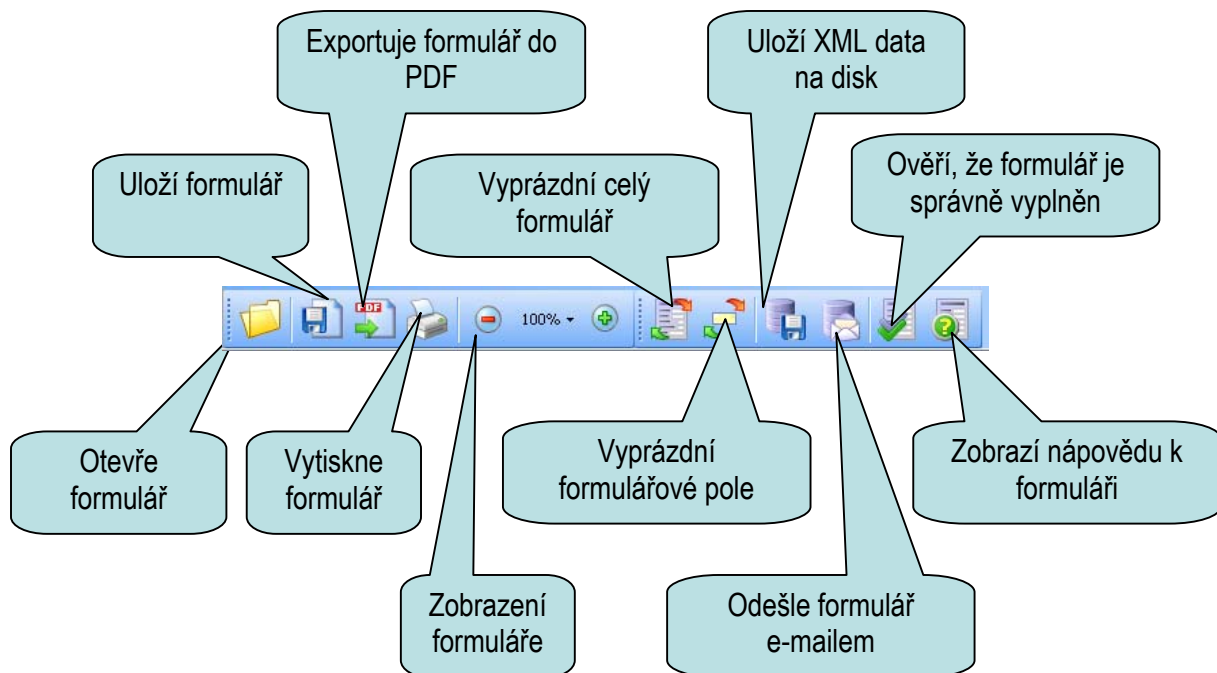 Exportuje formulář do
PDF
Uloží XML data
na disk
Uloží formulář
Vyprázdní celý
formulář
Ověří, že formulář je
správně vyplněn
PDF
100%
Otevře
formulář
Vytiskne
formulář
Vyprázdní
formulářové pole
Zobrazí nápovědu k
formuláři
Zobrazení
formuláře
Odešle formulář
e-mailem